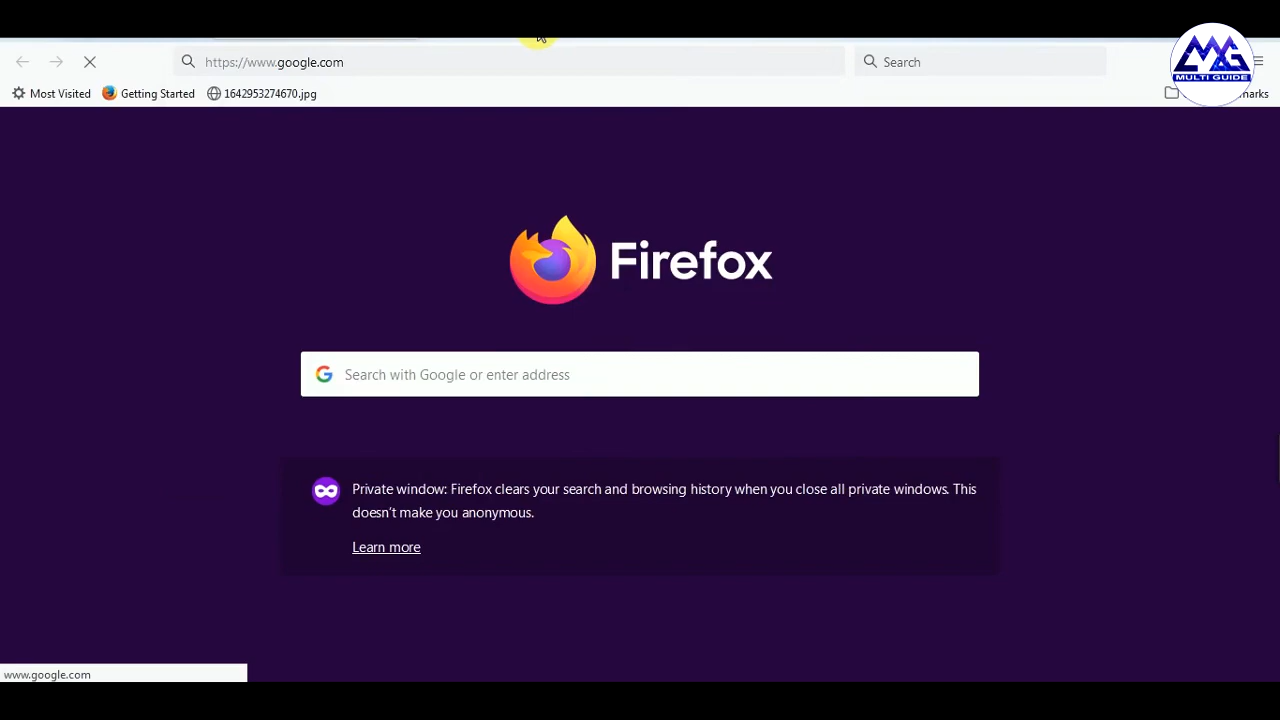 https://www.google.com
Search
MULTI GUIDE
Most Visited
Getting Started
1642953274670.jpg
Firefox
Search with Google or enter address
Private window: Firefox clears your search and browsing history when you close all private windows. This
doesn't make you anonymous.
Learn more
www.google.com